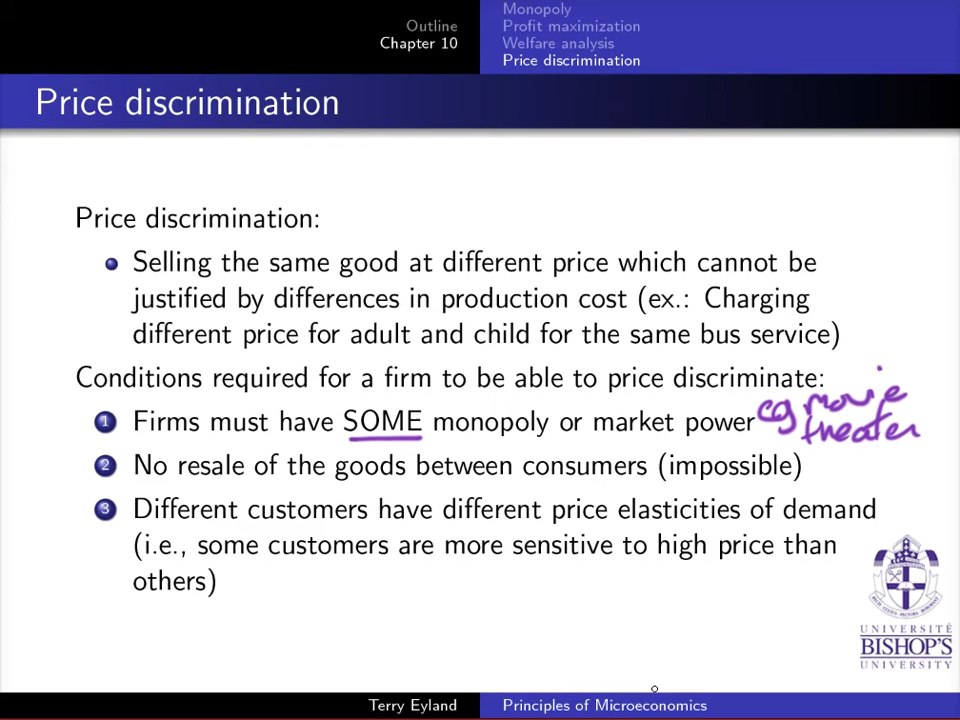 Outline
Chapter 10
Monopoly
Profit maximization
Welfare analysis
Price discrimination
Price discrimination
Price discrimination:
Selling the same good at different price which cannot be
justified by differences in production cost (ex.: Charging
different price for adult and child for the same bus service)
Conditions required for a firm to be able to price discriminate:
1 Firms must have SOME monopoly or market power
eg movie
theater
2 No resale of the goods between consumers (impossible)
3 Different customers have different price elasticities of demand
(i.e., some customers are more sensitive to high price than
others)
UNIVERSITÉ
BISHOP'S
UNIVERSITY
Terry Eyland
Principles of Microeconomics